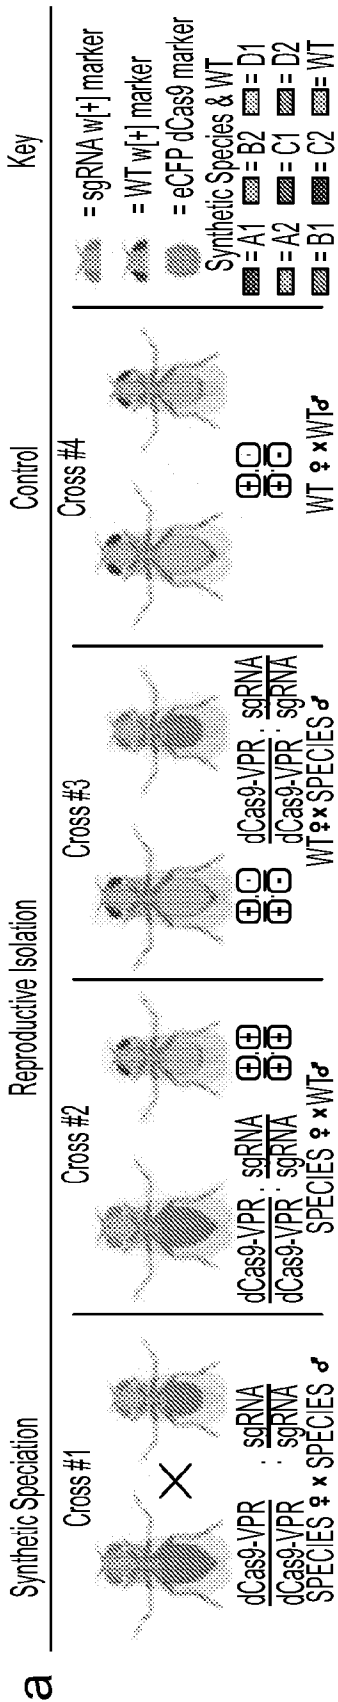 a
Synthetic Speciation
Reproductive Isolation
Control
Key
Cross #1
Cross #2
Cross #3
Cross #4
X
dCas9-VPR : sgRNA
dCas9-VPR : sgRNA
SPECIES ♀ x SPECIES ♂
dCas9-VPR : sgRNA
dCas9-VPR : sgRNA
+ : +
+ : +
SPECIES ♀ x WT♂
+ : -
+ : -
dCas9-VPR : sgRNA
dCas9-VPR : sgRNA
WT♀x SPECIES ♂
+ : -
+ : -
WT ♀ x WT♂
= sgRNA w[+] marker
= WT w[+] marker
= eCFP dCas9 marker
Synthetic Species & WT
=A1 =B2 =D1
=A2 =C1 =D2
=B1 =C2 =WT